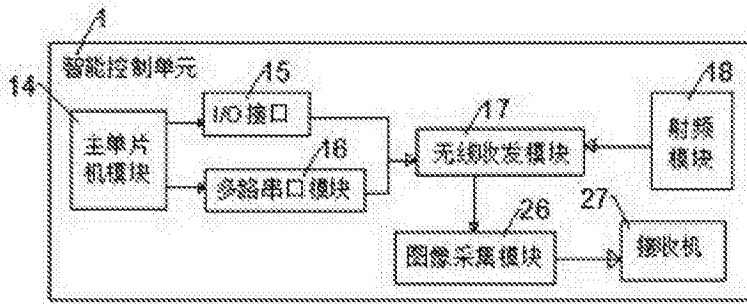 1
智能控制单元
14
主单片
机模块
15
I/O 接口
16
多路串口模块
17
无线收发模块
18
射频
模块
26
图像采集模块
27
接收机